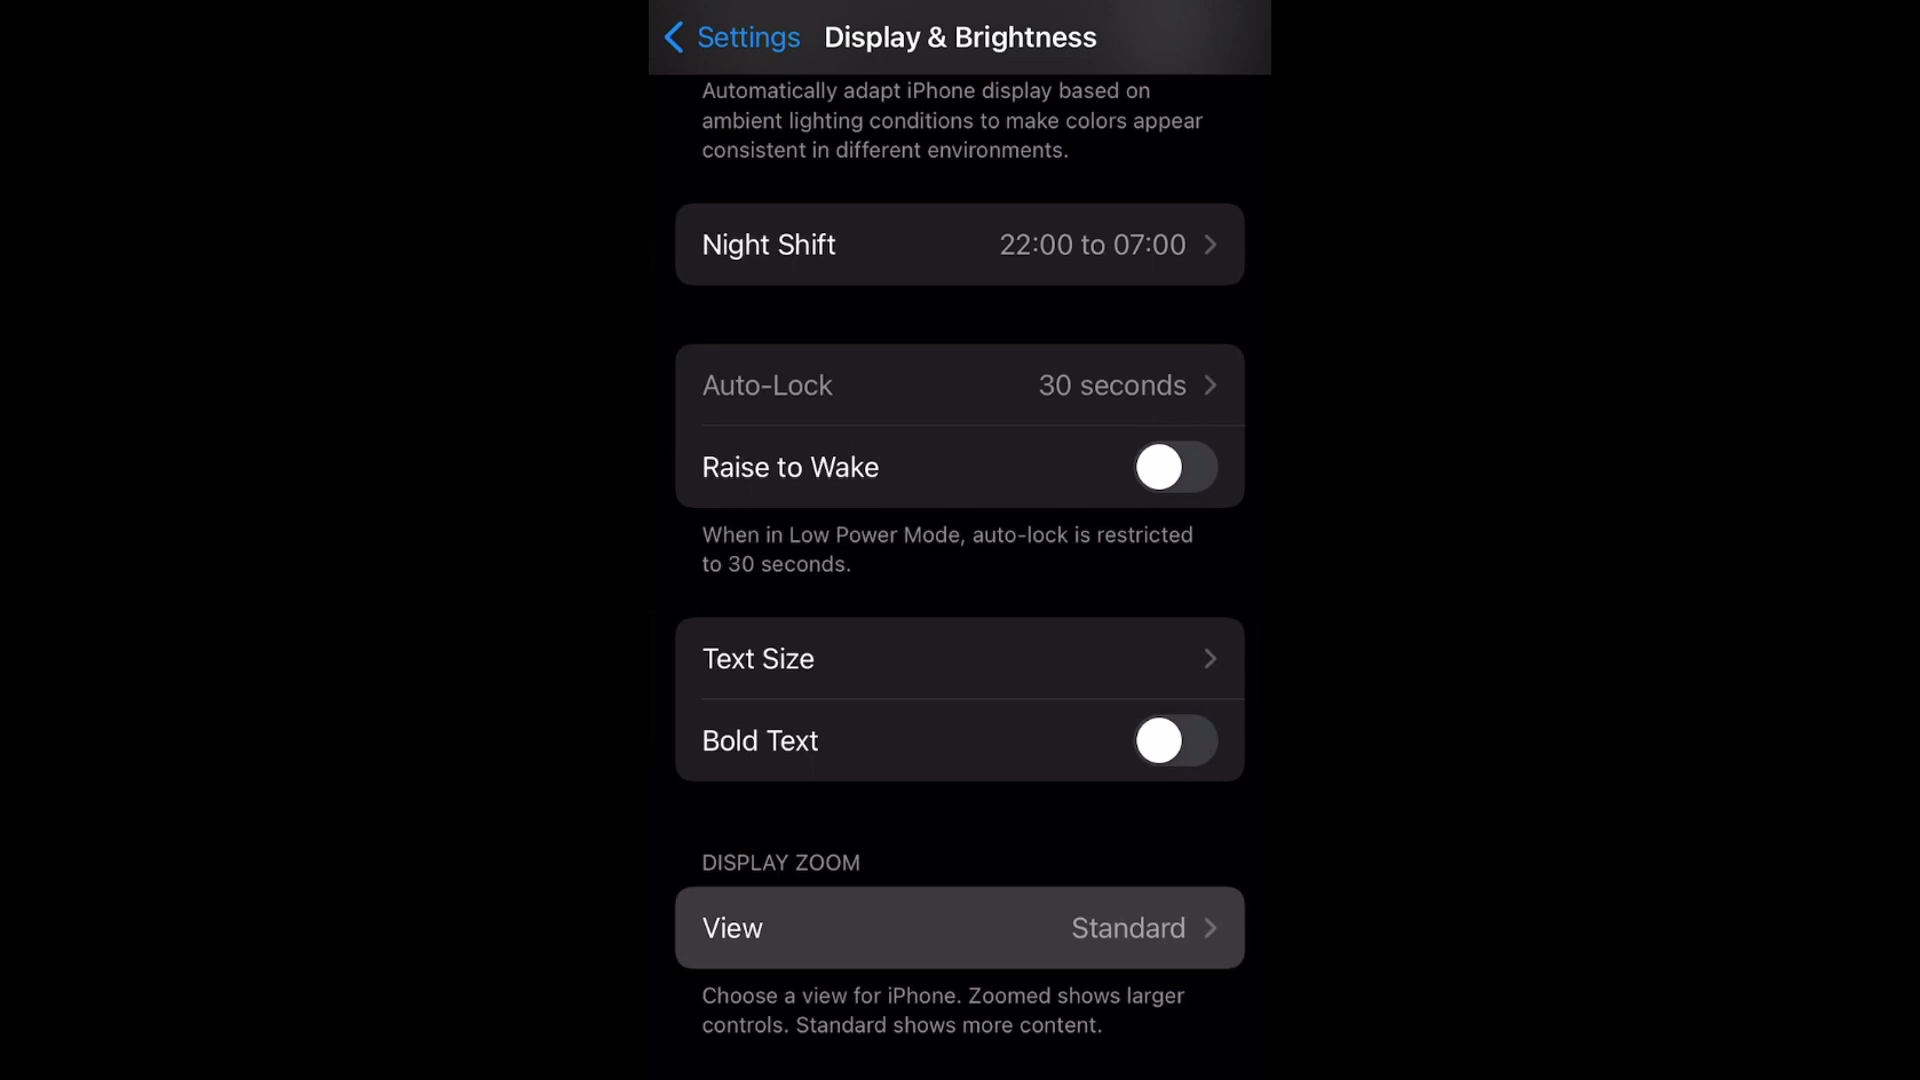 Settings Display & Brightness
Automatically adapt iPhone display based on
ambient lighting conditions to make colors appear
consistent in different environments.
Night Shift 22:00 to 07:00
Auto-Lock 30 seconds
Raise to Wake
When in Low Power Mode, auto-lock is restricted
to 30 seconds.
Text Size
Bold Text
DISPLAY ZOOM
View Standard
Choose a view for iPhone. Zoomed shows larger
controls. Standard shows more content.